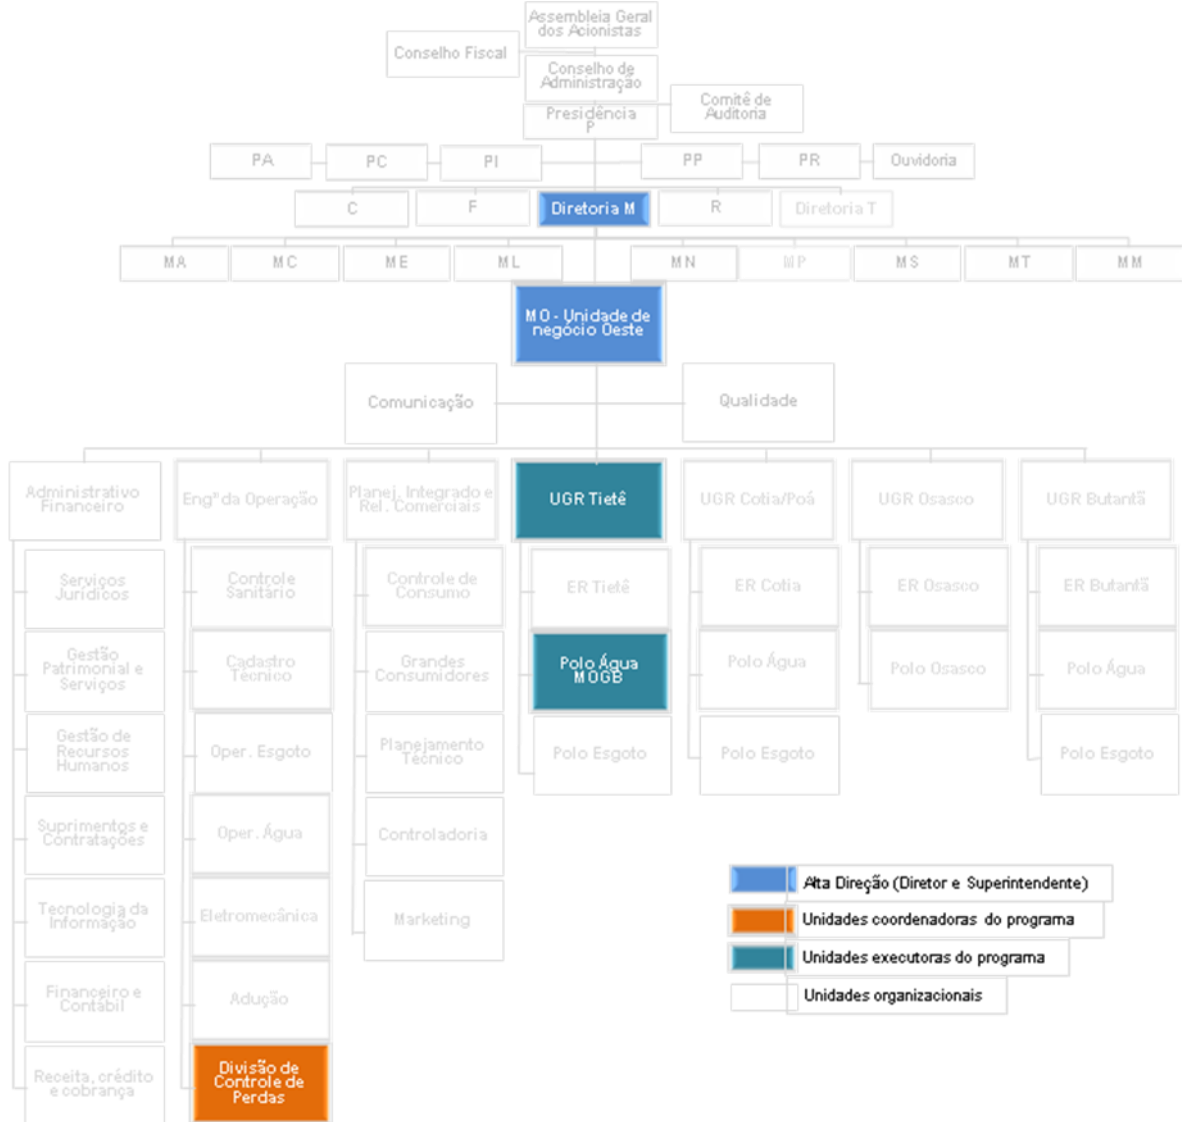 Assembleia Geral
dos Acionistas
Conselho Fiscal
Conselho de
Administração
Presidência
P
Comitê de
Auditoria
PA
PC
PI
PP
PR
Ouvidoria
C
F
Diretoria M
R
Diretoria T
MA
MC
ME
ML
MN
MP
MS
MT
MM
MO - Unidade de
negócio Oeste
Comunicação
Qualidade
Administrativo
Financeiro
Engª da Operação
Planej. Integrado e
Rel. Comerciais
UGR Tietê
UGR Cotia/Poá
UGR Osasco
UGR Butantã
Serviços
Jurídicos
Controle
Sanitário
Controle de
Consumo
ER Tietê
ER Cotia
ER Osasco
ER Butantã
Gestão
Patrimonial e
Serviços
Cadastro
Técnico
Grandes
Consumidores
Polo Água
MOGB
Polo Água
Polo Osasco
Polo Água
Gestão de
Recursos
Humanos
Oper. Esgoto
Planejamento
Técnico
Polo Esgoto
Polo Esgoto
Polo Esgoto
Suprimentos e
Contratações
Oper. Água
Controladoria
Tecnologia da
Informação
Eletromecânica
Marketing
Financeiro e
Contábil
Adução
Receita, crédito
e cobrança
Divisão de
Controle de
Perdas
Alta Direção (Diretor e Superintendente)
Unidades coordenadoras do programa
Unidades executoras do programa
Unidades organizacionais